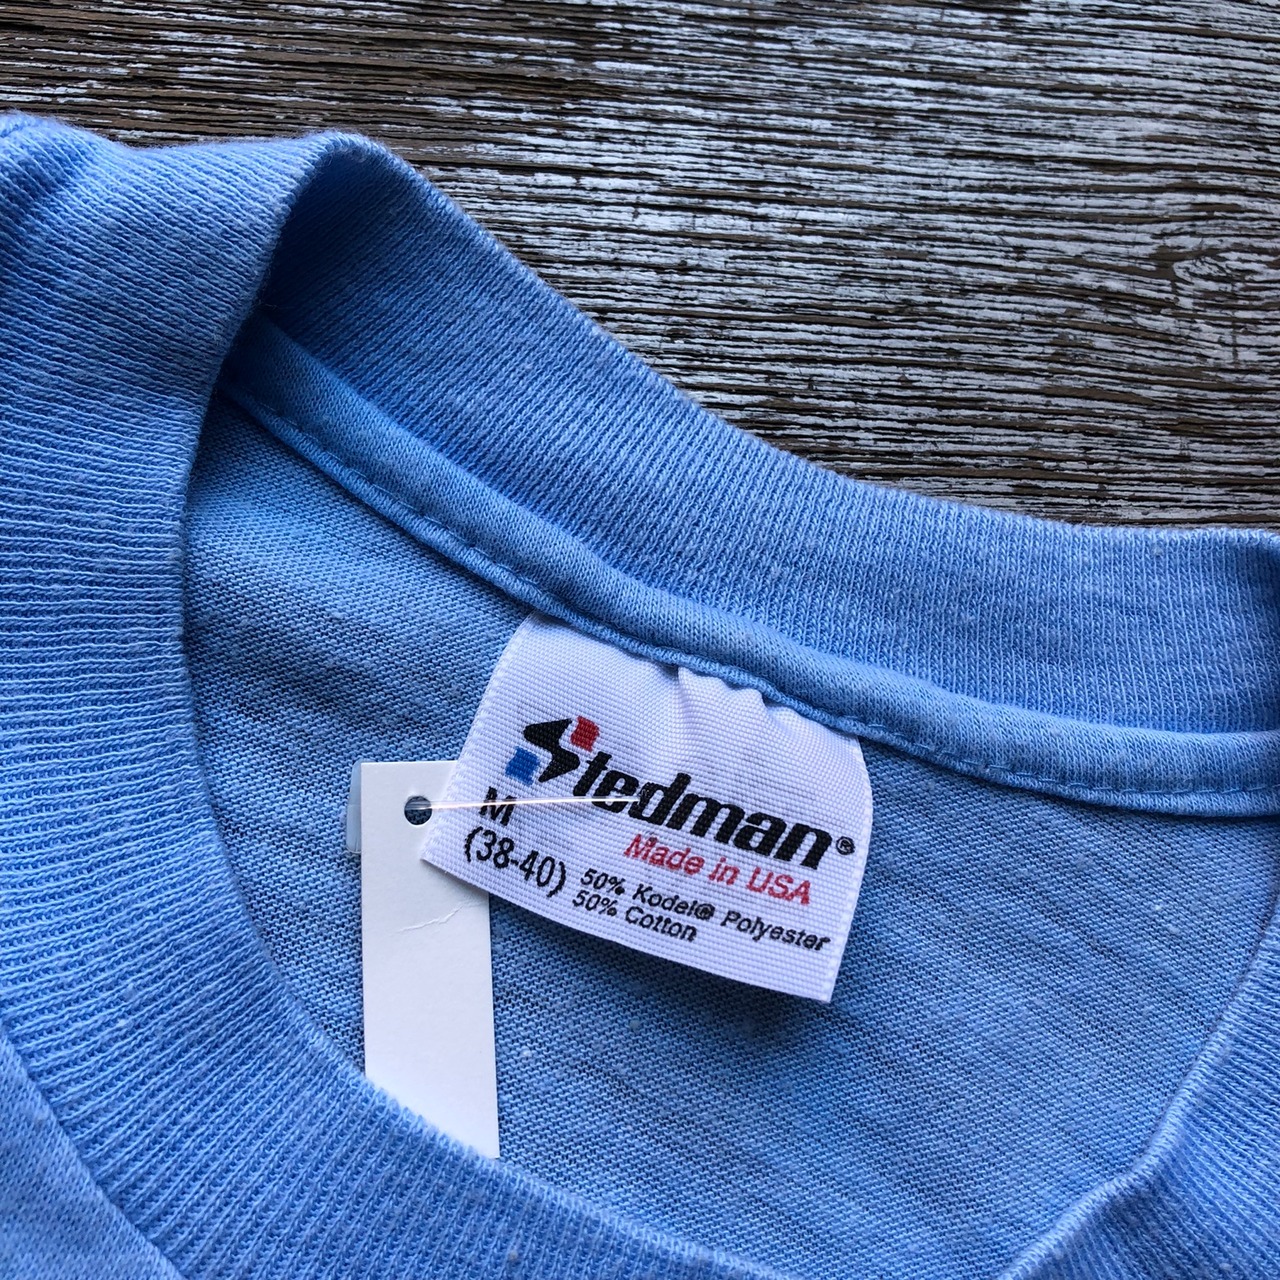 Stedman®
M
Made in USA
(38-40)
50% Kodel® Polyester
50% Cotton